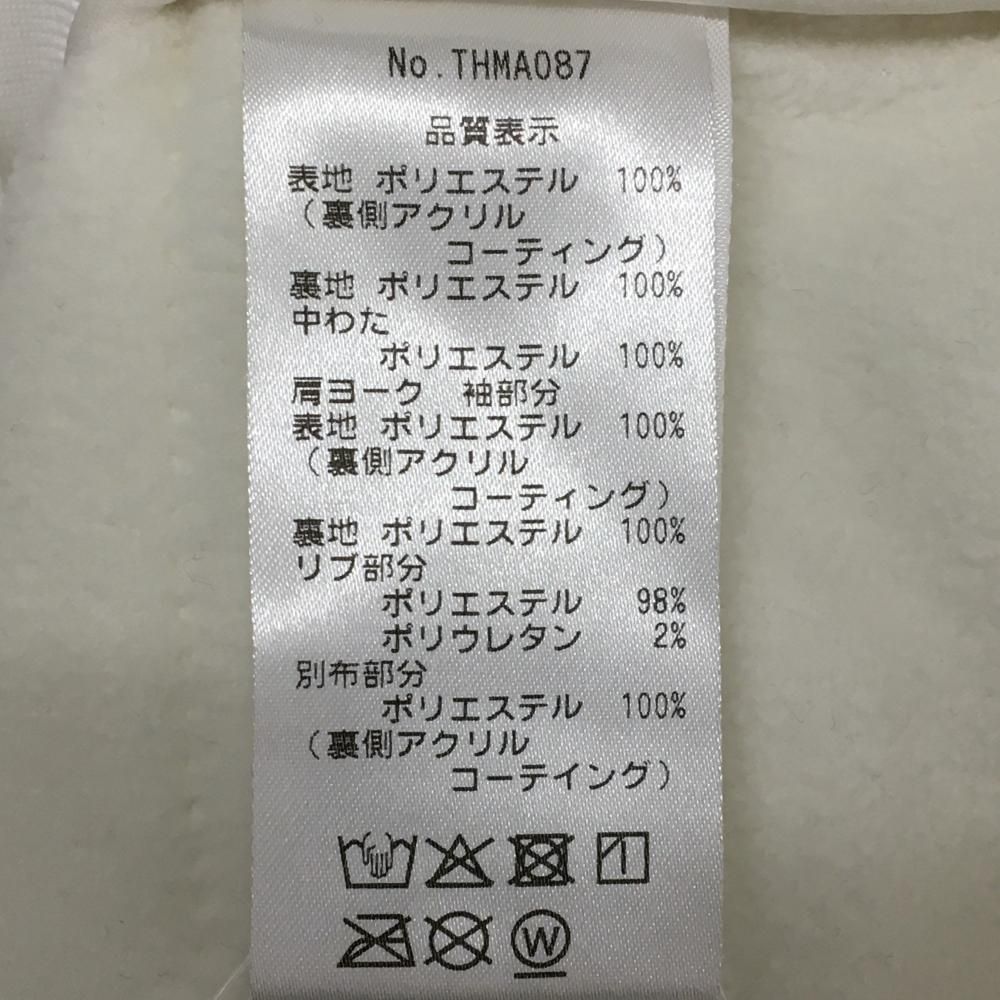 No.THMA087
品質表示
表地 ポリエステル 100%
（裏側アクリル
コーティング）
裏地 ポリエステル 100%
中わた
ポリエステル 100%
肩ヨーク 袖部分
表地 ポリエステル 100%
（裏側アクリル
コーティング）
裏地 ポリエステル 100%
リブ部分
ポリエステル 98%
ポリウレタン 2%
別布部分
ポリエステル 100%
（裏側アクリル
コーテイング）
W